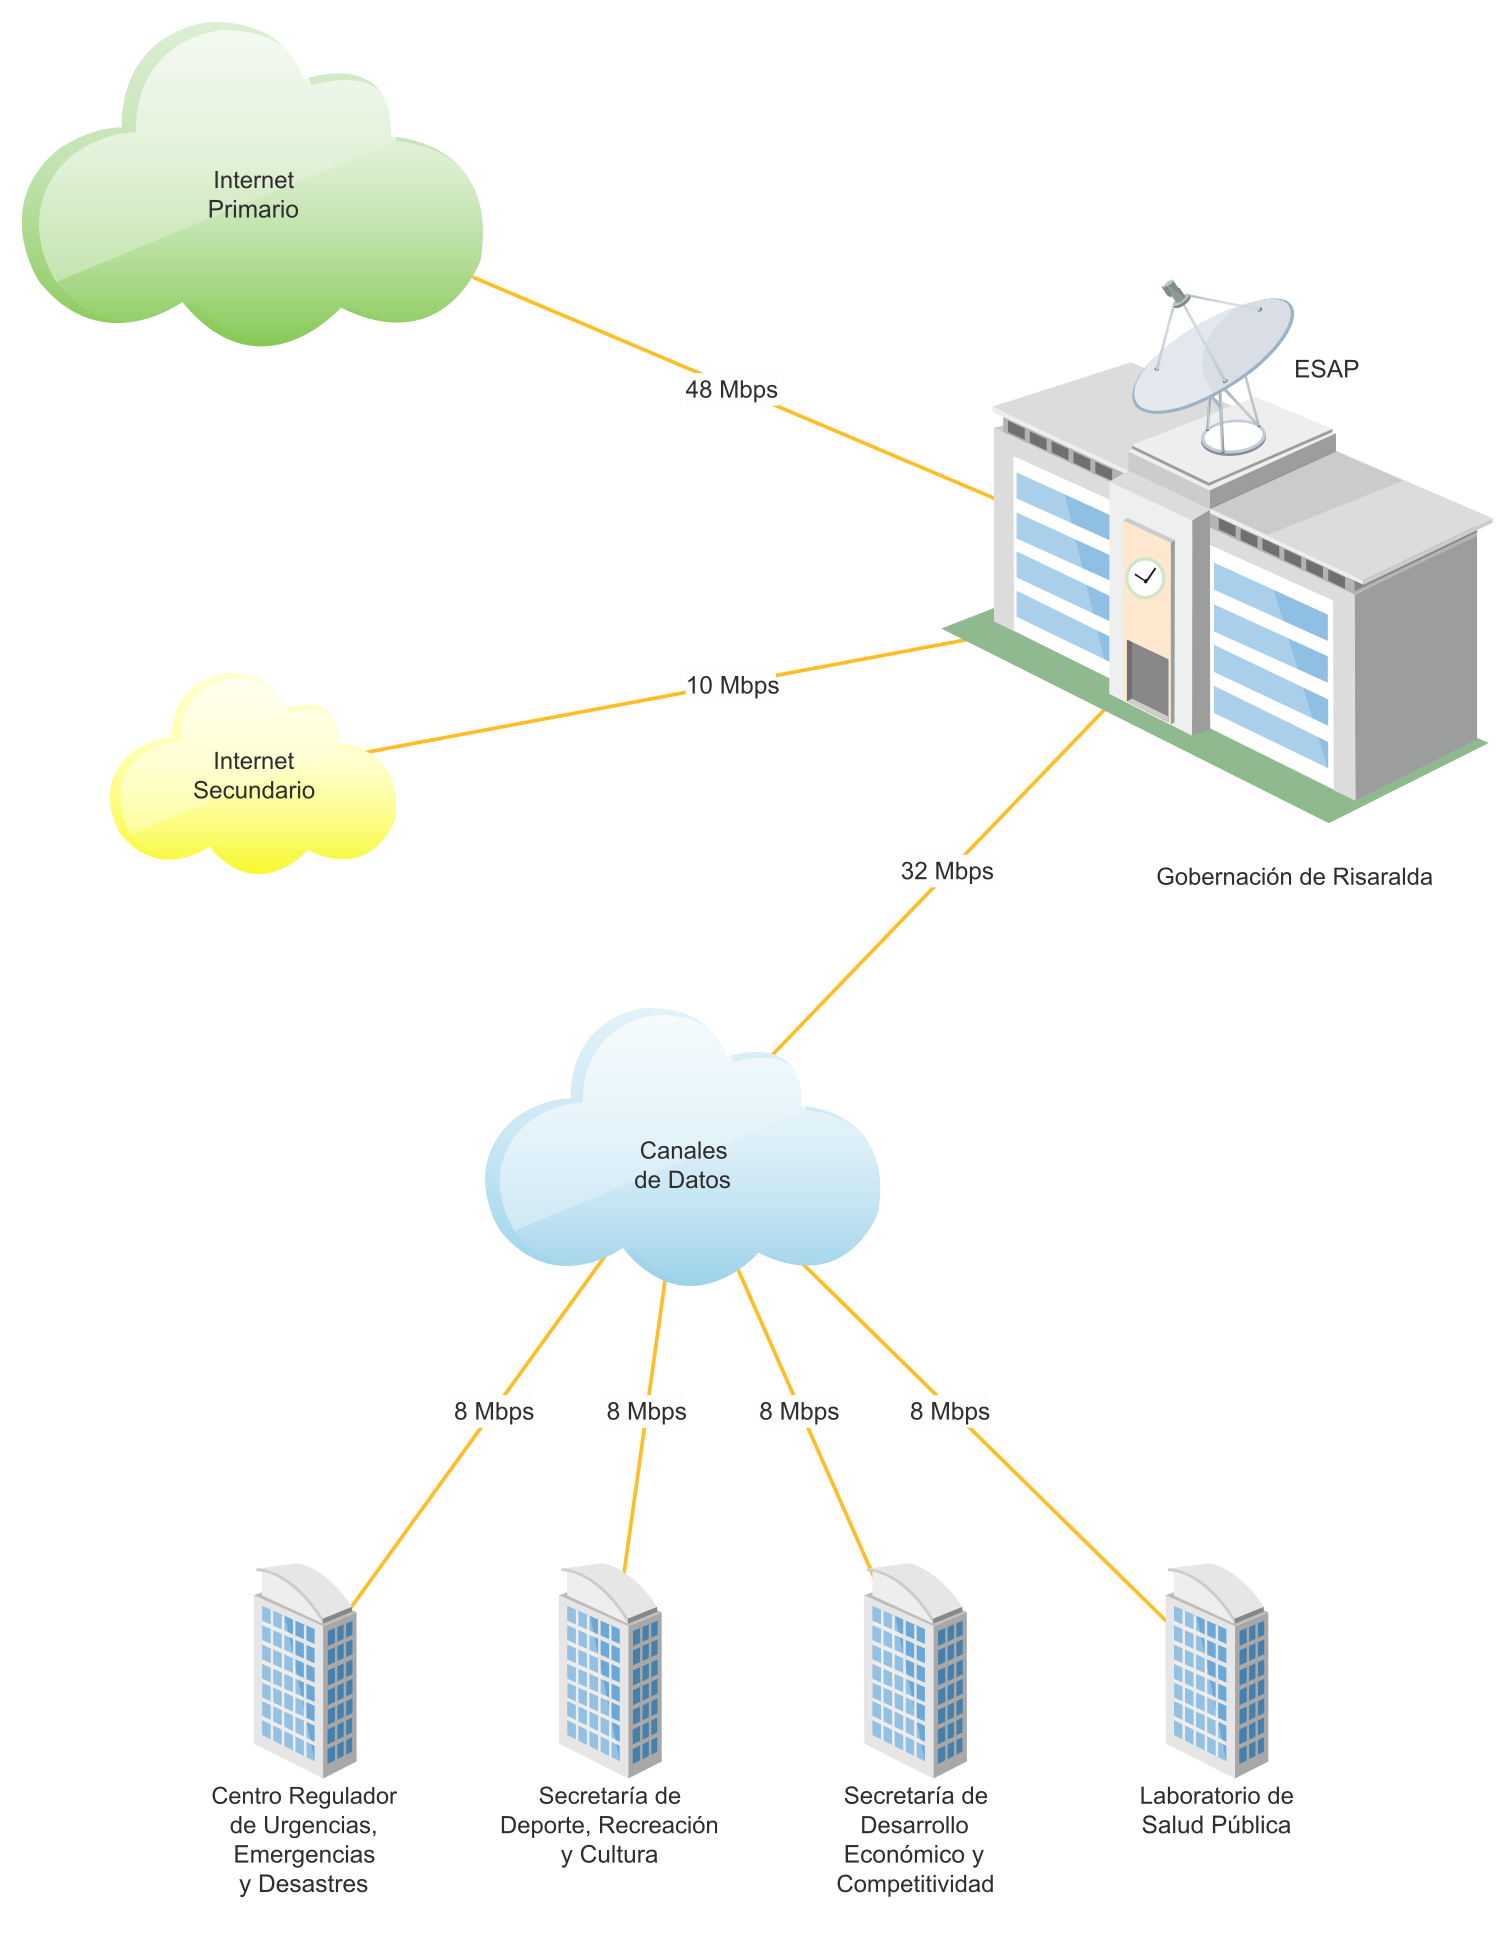 Internet
Primario
48 Mbps
ESAP
10 Mbps
Internet
Secundario
32 Mbps
Gobernación de Risaralda
Canales
de Datos
8 Mbps
8 Mbps
8 Mbps
8 Mbps
Centro Regulador
de Urgencias,
Emergencias
y Desastres
Secretaría de
Deporte, Recreación
y Cultura
Secretaría de
Desarrollo
Económico y
Competitividad
Laboratorio de
Salud Pública